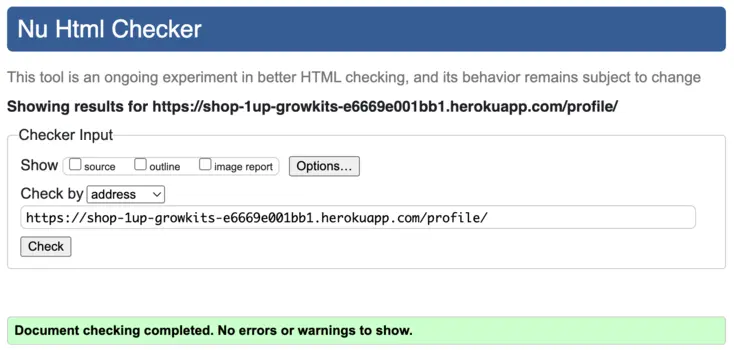 Nu Html Checker
This tool is an ongoing experiment in better HTML checking, and its behavior remains subject to change
Showing results for https://shop-1up-growkits-e6669e001bb1.herokuapp.com/profile/
Checker Input
Show source outline image report Options...
Check by address
https://shop-1up-growkits-e6669e001bb1.herokuapp.com/profile/
Check
Document checking completed. No errors or warnings to show.